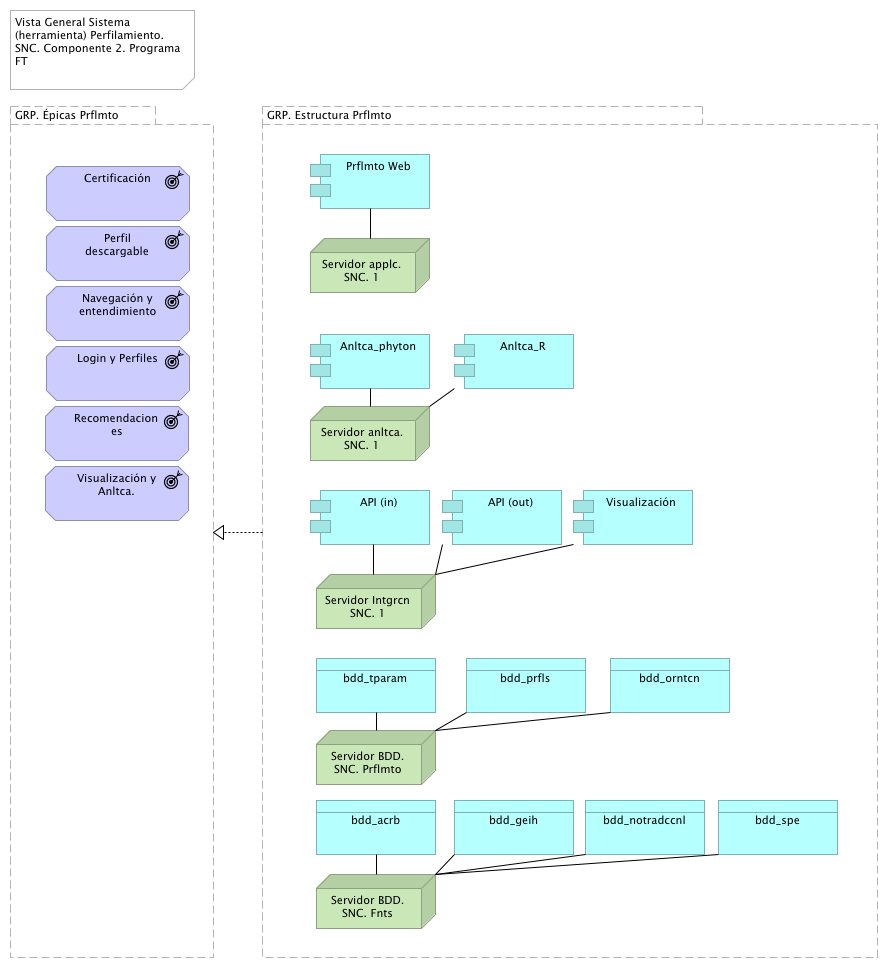 Vista General Sistema
(herramienta) Perfilamiento.
SNC. Componente 2. Programa
FT
GRP. Épicas Prflmto
Certificación
Perfil
descargable
Navegación y
entendimiento
Login y Perfiles
Recomendacion
es
Visualización y
Anltca.
GRP. Estructura Prflmto
Prflmto Web
Servidor applc.
SNC. 1
Anltca_phyton
Anltca_R
Servidor anltca.
SNC. 1
API (in)
API (out)
Visualización
Servidor Intgrcn
SNC. 1
bdd_tparam
bdd_prfls
bdd_orntcn
Servidor BDD.
SNC. Prflmto
bdd_acrb
bdd_geih
bdd_notradccnl
bdd_spe
Servidor BDD.
SNC. Fnts